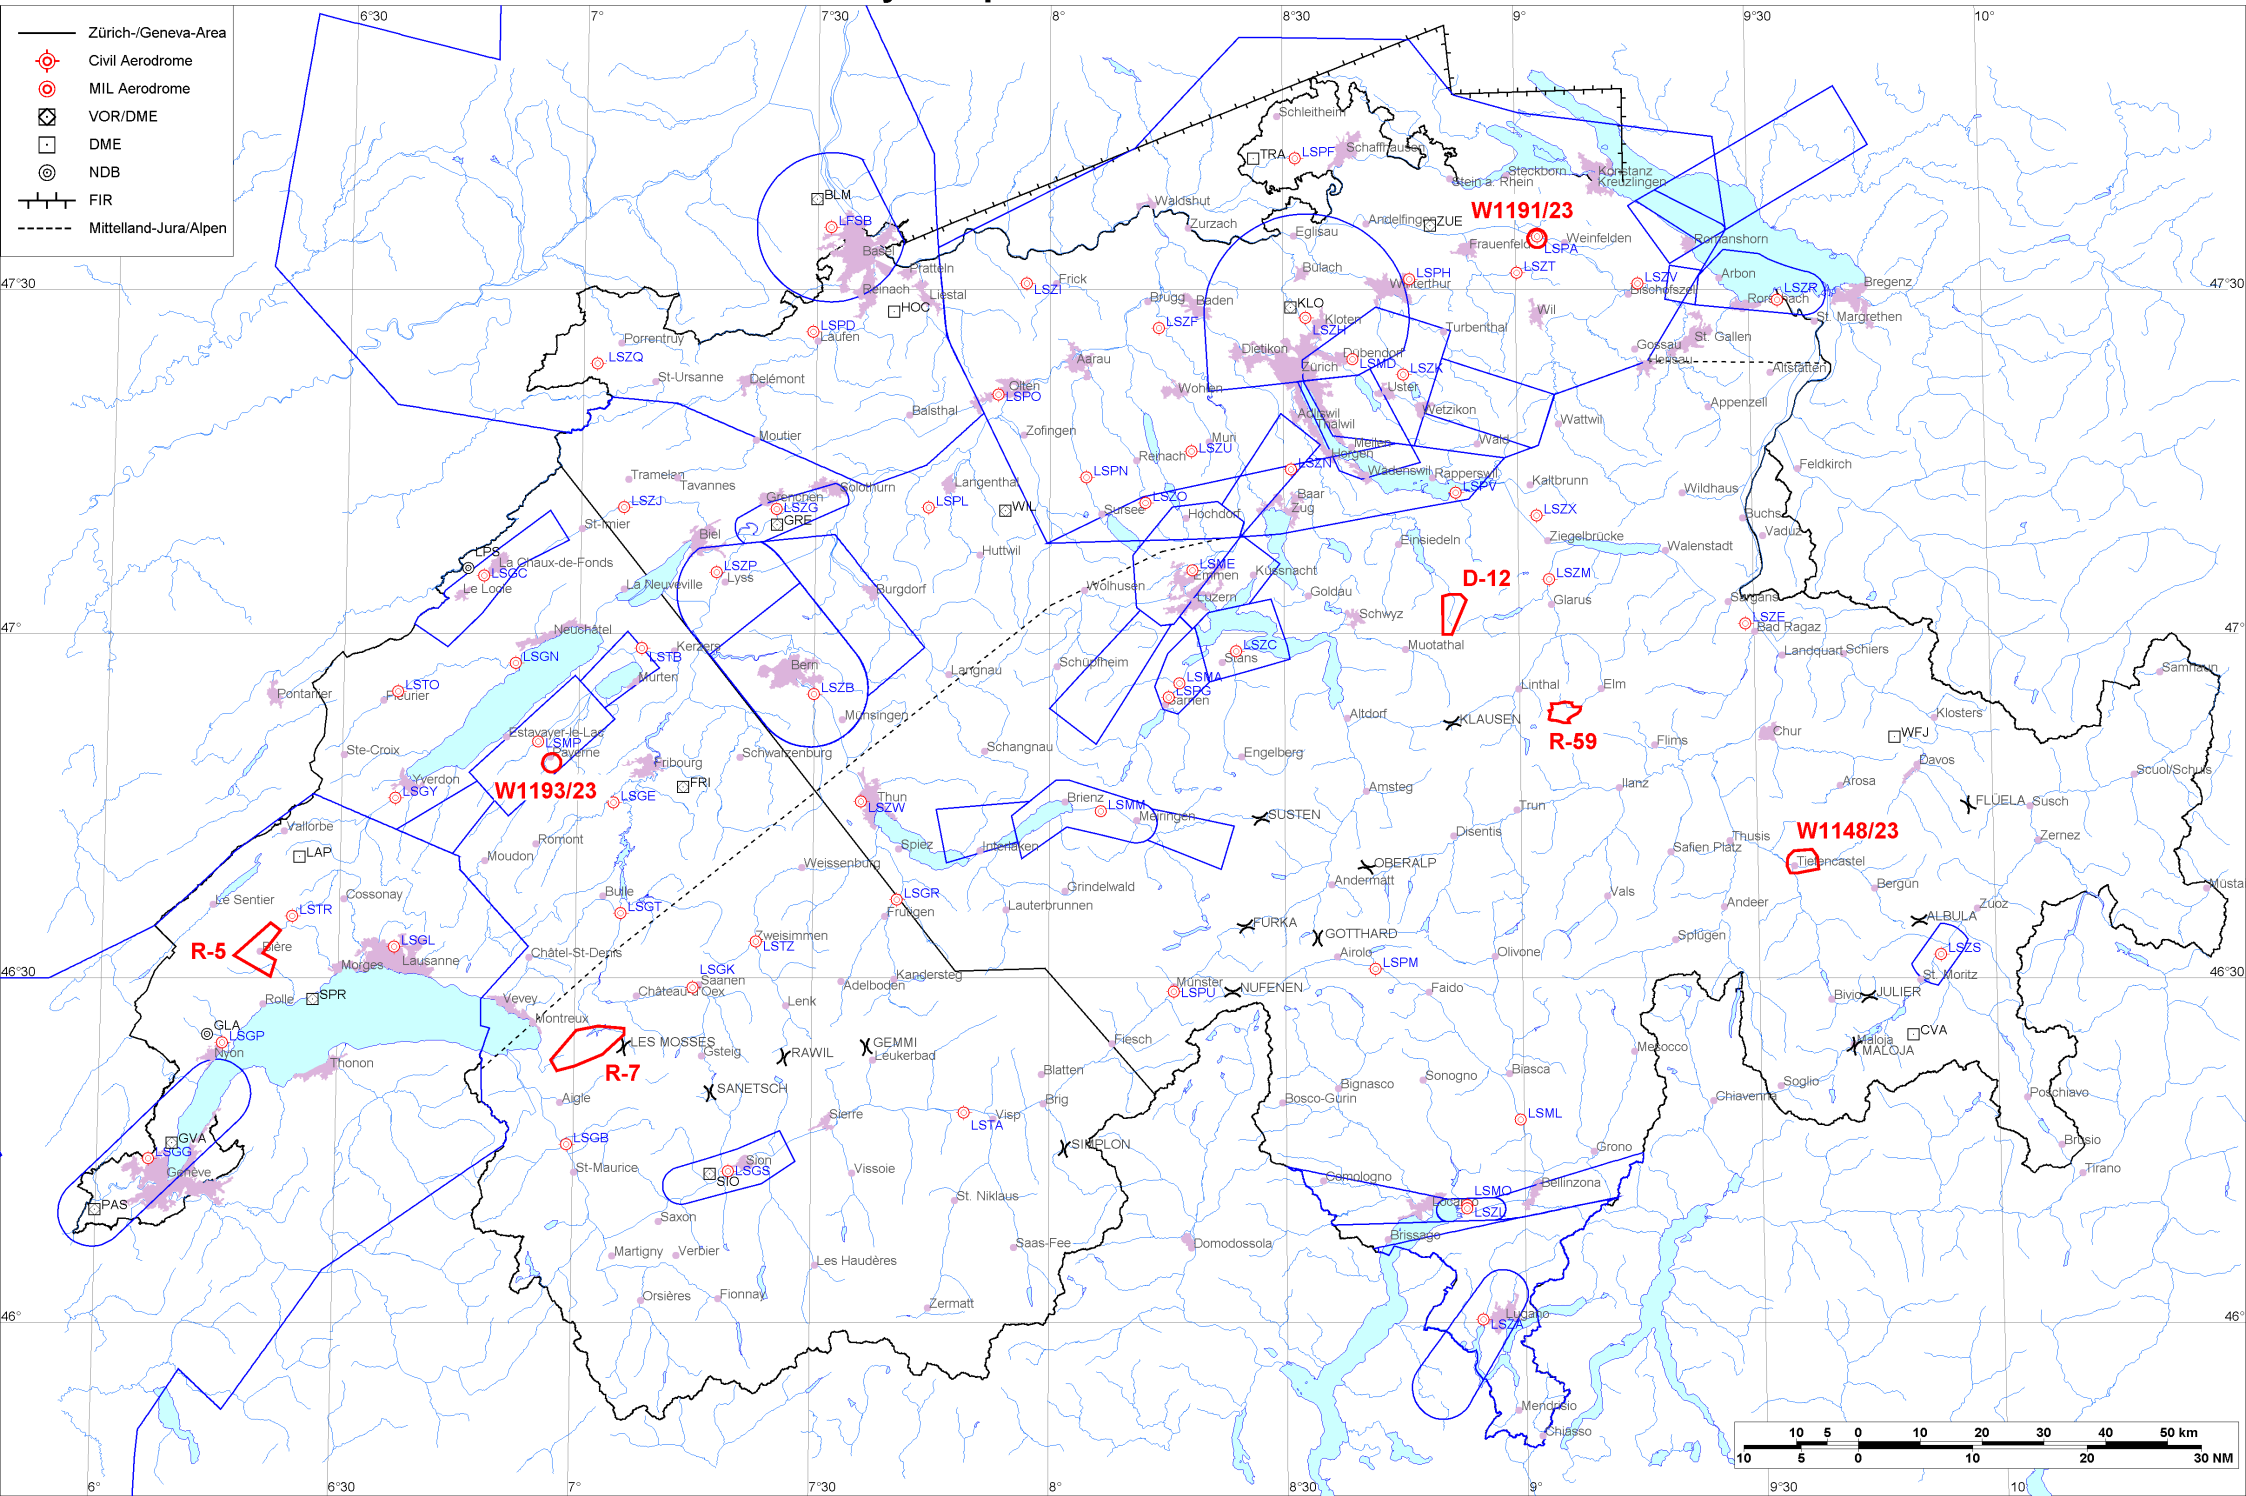 6°30
7°
7°30
8°
8°30
9°
9°30
10°
Zürich-/Geneva-Area
Civil Aerodrome
MIL Aerodrome
VOR/DME
DME
NDB
FIR
Mittelland-Jura/Alpen
Schleitheim
TRA
LSPF
Schaffhausen
Steckborn
Stein a. Rhein
Konstanz
Kreuzlingen
BLM
LFSB
Basel
Waldshut
Zurzach
Eglisau
Andelfingen
ZUE
W1191/23
LSPA
Weinfelden
Frauenfeld
Romanshorn
Pratteln
Reinach
Liestal
HOC
Frick
LSZI
Bülach
LSPH
Winterthur
LSZT
LSZV
Bischofszell
Arbon
LSZR
Rorschach
Bregenz
47°30
47°30
Brugg
Baden
KLO
Kloten
LSZH
Wil
St. Margrethen
LSPD
Laufen
LSZF
Turbenthal
St. Gallen
Porrentruy
LSZQ
Aarau
Dietikon
Zürich
Dübendorf
LSMD
LSZK
Gossau
Herisau
Altstätten
St-Ursanne
Delémont
Olten
LSPO
Wohlen
Uster
Wetzikon
Appenzell
Balsthal
Adliswil
Thalwil
Wattwil
Moutier
Zofingen
Muri
LSZU
Meilen
Horgen
Wald
Reinach
LSZN
Wädenswil
Rapperswil
LSPV
Kaltbrunn
Wildhaus
Feldkirch
Tramelan
Tavannes
LSPN
Grenchen
Solothurn
LSZG
GRE
LSPL
Langenthal
WIL
LSZO
Sursee
Hochdorf
Baar
Zug
LSZJ
St-Imier
Biel
LSZX
Buchs
Vaduz
Ziegelbrücke
Walenstadt
Einsiedeln
Huttwil
LPS
La Chaux-de-Fonds
LSGC
Le Locle
La Neuveville
LSZP
Lyss
Burgdorf
Wolhusen
LSME
Emmen
Luzern
Küssnacht
Goldau
Schwyz
D-12
LSZM
Glarus
Sargans
LSZE
Bad Ragaz
47°
47°
Neuchâtel
LSGN
LSTB
Kerzers
Murten
Bern
LSZB
Langnau
Schüpfheim
LSZC
Stans
LSMA
LSPG
Sarnen
Muotathal
Landquart
Schiers
Samnaun
Pontarlier
LSTO
Fleurier
Münsingen
Linthal
Elm
Altdorf
KLAUSEN
R-59
Klosters
WFJ
Davos
Chur
Flims
Estavayer-le-Lac
LSMP
Payerne
W1193/23
Ste-Croix
Schwarzenburg
Fribourg
FRI
Schangnau
Engelberg
Yverdon
LSGY
LSGE
Thun
LSZW
Brienz
LSMM
Meiringen
SUSTEN
Amsteg
Trun
Ilanz
Arosa
Scuol/Schuls
FLÜELA
Susch
Zernez
Vallorbe
LAP
Romont
Moudon
Spiez
Interlaken
Weissenburg
Disentis
Safien Platz
Thusis
W1148/23
Tiefencastel
Bergun
OBERALP
Andermatt
Vals
Andeer
Zuoz
ALBULA
Müsta
Le Sentier
Cossonay
LSTR
R-5
Bière
Bulle
LSGT
LSGR
Frutigen
Grindelwald
Lauterbrunnen
FURKA
GOTTHARD
Splügen
LSZS
St. Moritz
LSGL
Lausanne
Morges
Châtel-St-Denis
Zweisimmen
LSTZ
Airolo
LSPM
Olivone
46°30
46°30
Rolle
SPR
Vevey
Montreux
LSGK
Saanen
Château-d'Oex
Lenk
Adelboden
Kandersteg
Münster
LSPU
NUFENEN
Faido
Bivio
JULIER
GLA
LSGP
Nyon
Thonon
R-7
LES MOSSES
Gsteig
RAWIL
GEMMI
Leukerbad
Fiesch
Mesocco
Maloja
MALOJA
CVA
SANETSCH
Aigle
Blatten
Brig
Bignasco
Sonogno
Biasca
Bosco-Gurin
Soglio
Chiavenna
Poschiavo
GVA
LSGG
Genève
PAS
LSGB
St-Maurice
Sierre
LSTA
Visp
SIMPLON
LSML
Grono
Brusio
Tirano
Sion
LSGS
SIO
Vissoie
St. Niklaus
Comologno
Locarno
LSMO
LSZL
Bellinzona
Saxon
Martigny
Verbier
Les Haudères
Saas-Fee
Domodossola
Brissago
Orsières
Fionnay
Zermatt
Lugano
LSZA
46°
46°
Mendrisio
Chiasso
10 5 0 10 20 30 40 50 km
10 5 0 10 20 30 NM
6°
6°30
7°
7°30
8°
8°30
9°
9°30
10°